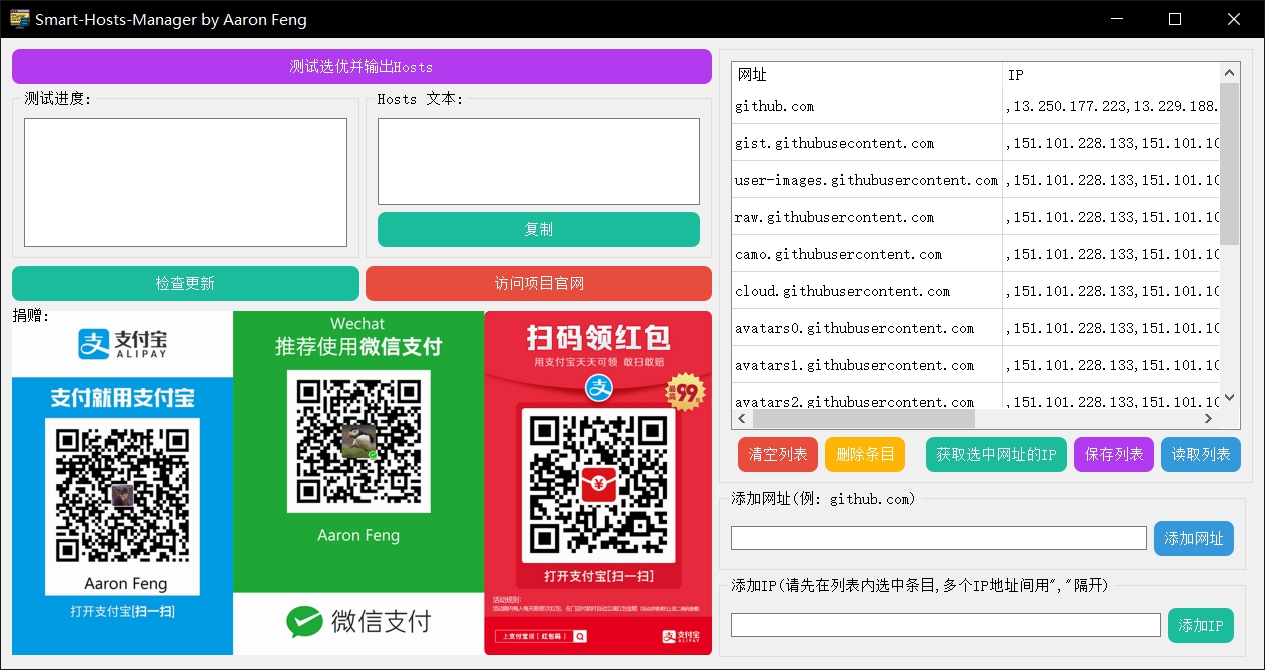 Smart-Hosts-Manager by Aaron Feng
测试选优并输出Hosts
测试进度:
Hosts 文本:
复制
检查更新
访问项目官网
捐赠:
支付宝
ALIPAY
支付就用支付宝
Aaron Feng
打开支付宝[扫一扫]
Wechat
推荐使用微信支付
Aaron Feng
微信支付
扫码领红包
用支付宝天天可领 敢扫敢赔
最高99元
打开支付宝[扫一扫]
活动规则:
上支付宝搜[红包码]
支付宝
网址 IP
github.com ,13.250.177.223,13.229.188.
gist.githubusecontent.com ,151.101.228.133,151.101.10
user-images.githubusercontent.com ,151.101.228.133,151.101.10
raw.githubusercontent.com ,151.101.228.133,151.101.10
camo.githubusercontent.com ,151.101.228.133,151.101.10
cloud.githubusercontent.com ,151.101.228.133,151.101.10
avatars0.githubusercontent.com ,151.101.228.133,151.101.10
avatars1.githubusercontent.com ,151.101.228.133,151.101.10
avatars2.githubusercontent.com ,151.101.228.133,151.101.10
清空列表 删除条目 获取选中网址的IP 保存列表 读取列表
添加网址(例: github.com)
添加网址
添加IP(请先在列表内选中条目,多个IP地址间用","隔开)
添加IP